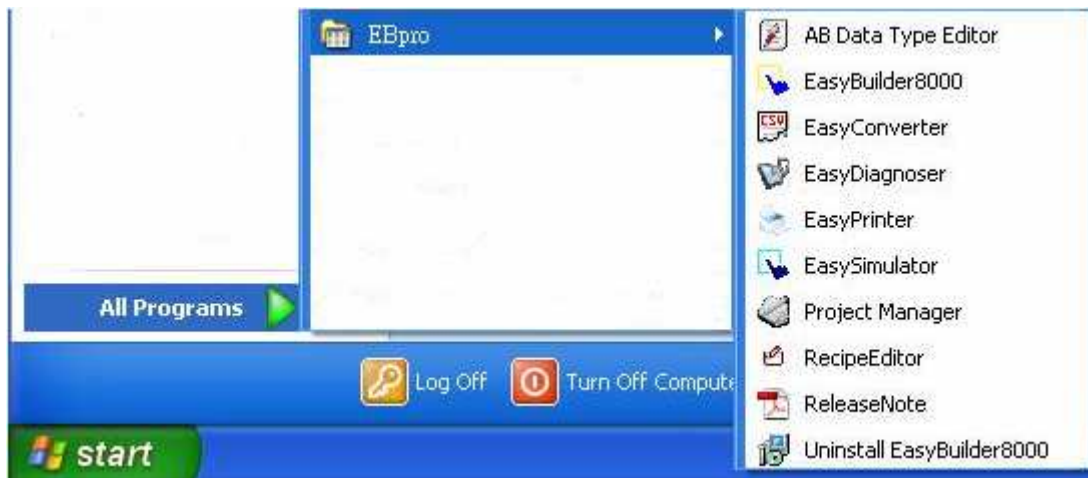 EBpro
AB Data Type Editor
EasyBuilder8000
CSV
EasyConverter
EasyDiagnoser
EasyPrinter
EasySimulator
Project Manager
RecipeEditor
ReleaseNote
Uninstall EasyBuilder8000
All Programs
Log Off
Turn Off Compute
start